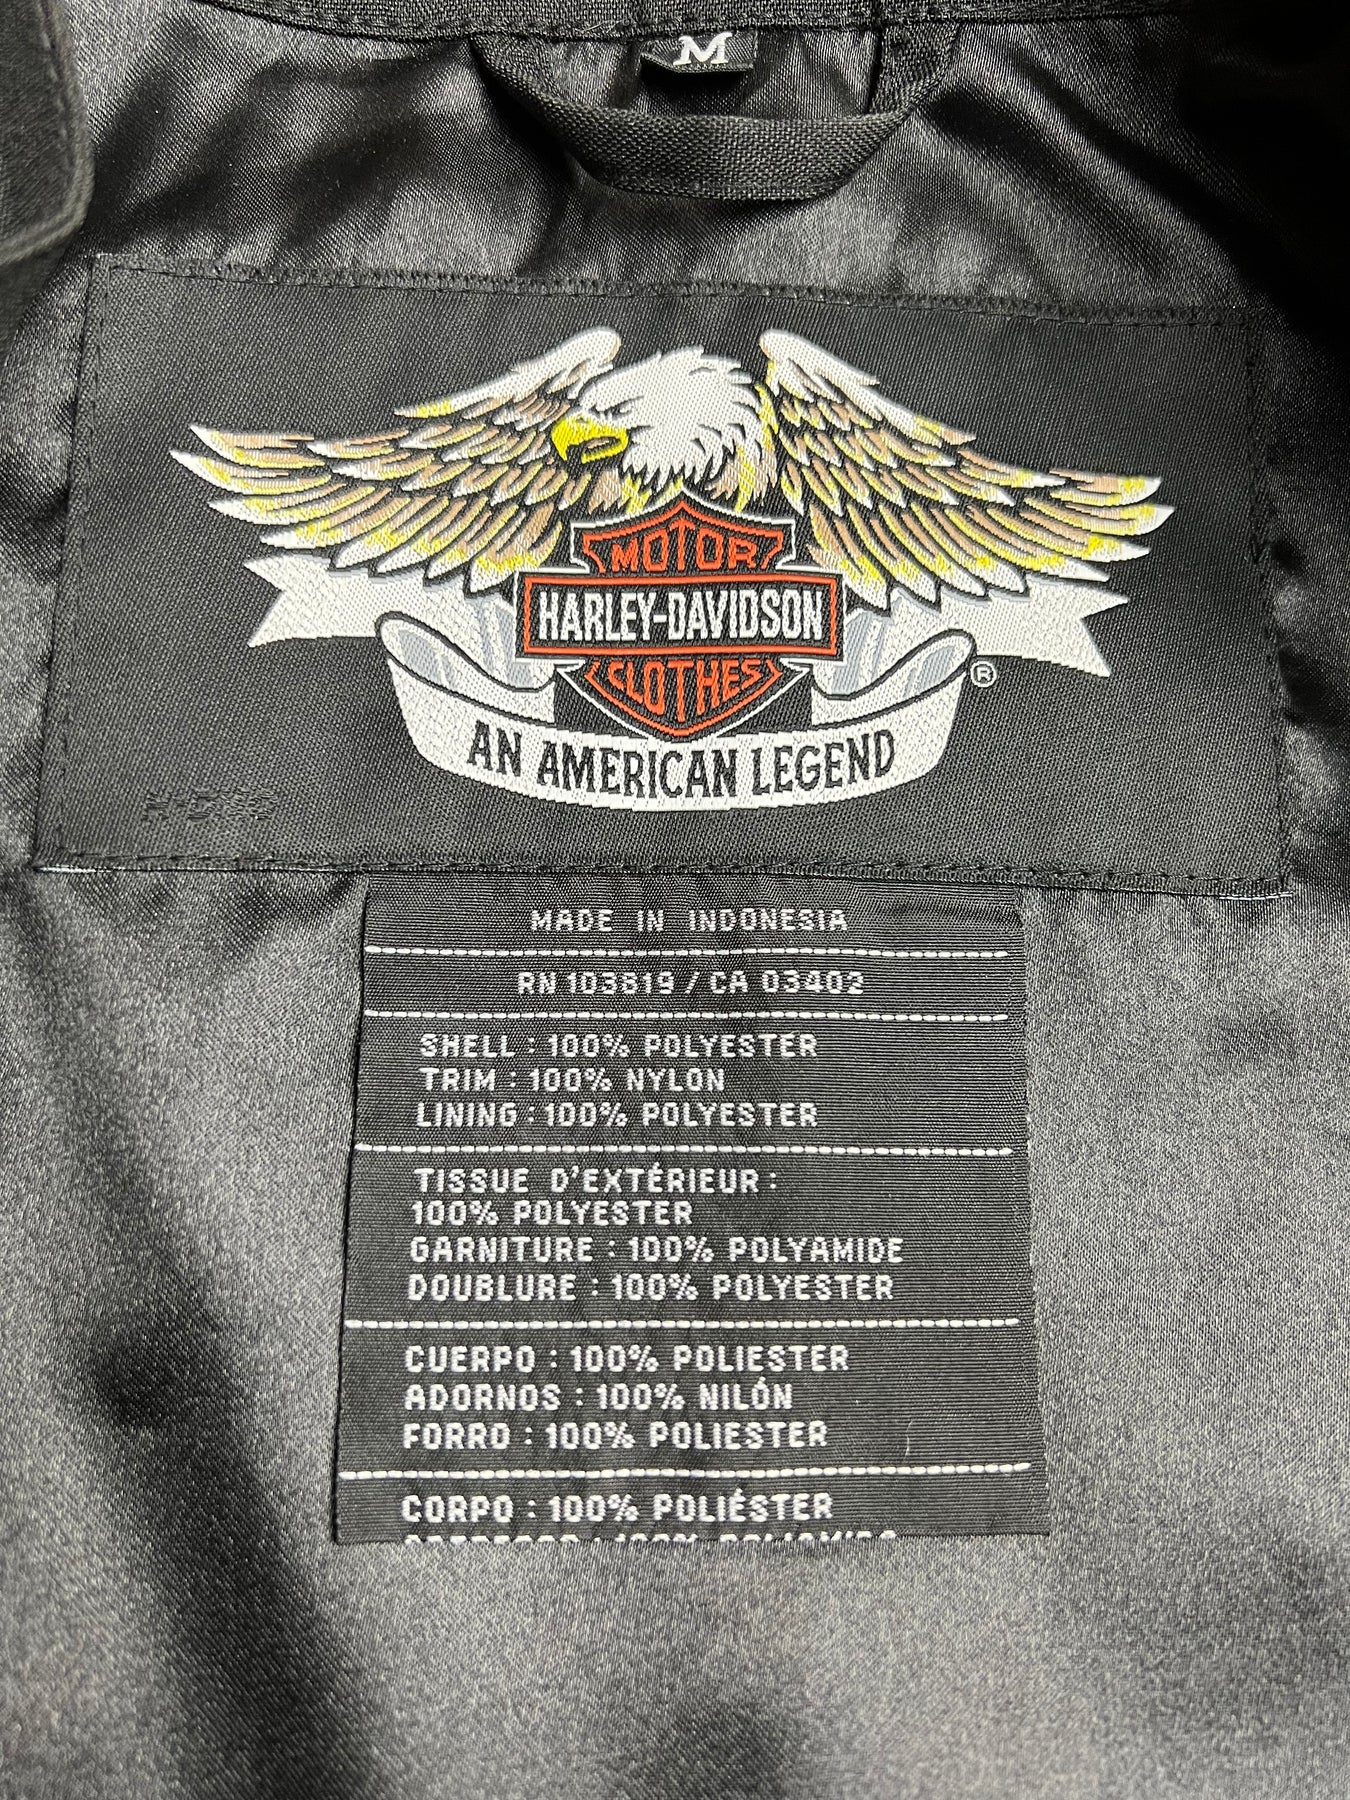 M
MOTOR
HARLEY-DAVIDSON
CLOTHES
®
AN AMERICAN LEGEND
MADE IN INDONESIA
RN 103819 / CA 03402
SHELL : 100% POLYESTER
TRIM : 100% NYLON
LINING : 100% POLYESTER
TISSUE D'EXTÉRIEUR :
100% POLYESTER
GARNITURE : 100% POLYAMIDE
DOUBLURE : 100% POLYESTER
CUERPO : 100% POLIESTER
ADORNOS : 100% NILÓN
FORRO : 100% POLIESTER
CORPO : 100% POLIÉSTER